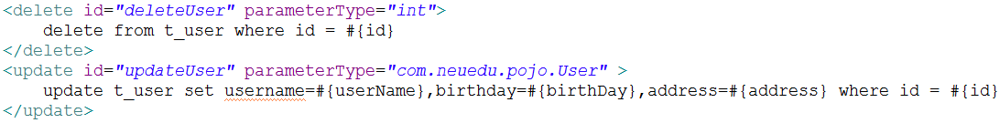 <delete id="deleteUser" parameterType="int">
    delete from t_user where id = #{id}
</delete>
<update id="updateUser" parameterType="com.neuedu.pojo.User" >
    update t_user set username=#{userName},birthday=#{birthDay},address=#{address} where id = #{id}
</update>